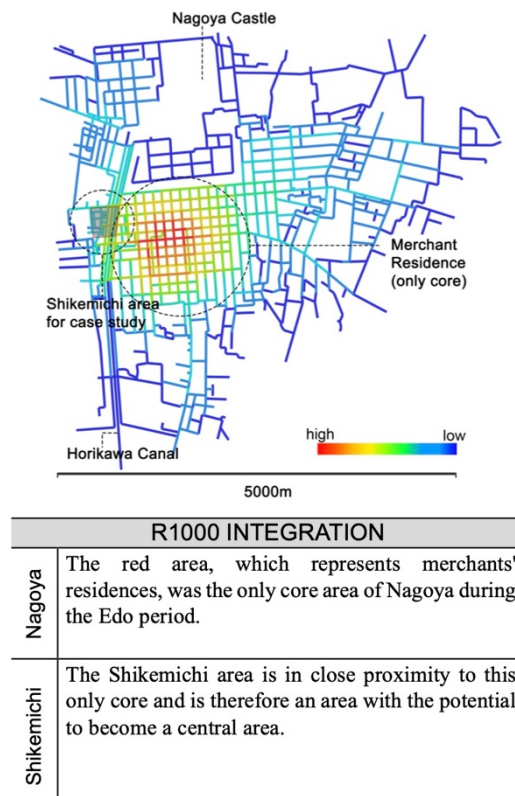 Nagoya Castle
Merchant
Residence
(only core)
Shikemichi area
for case study
high
low
Horikawa Canal
5000m
R1000 INTEGRATION
Nagoya
The red area, which represents merchants'
residences, was the only core area of Nagoya during
the Edo period.
Shikemichi
The Shikemichi area is in close proximity to this
only core and is therefore an area with the potential
to become a central area.